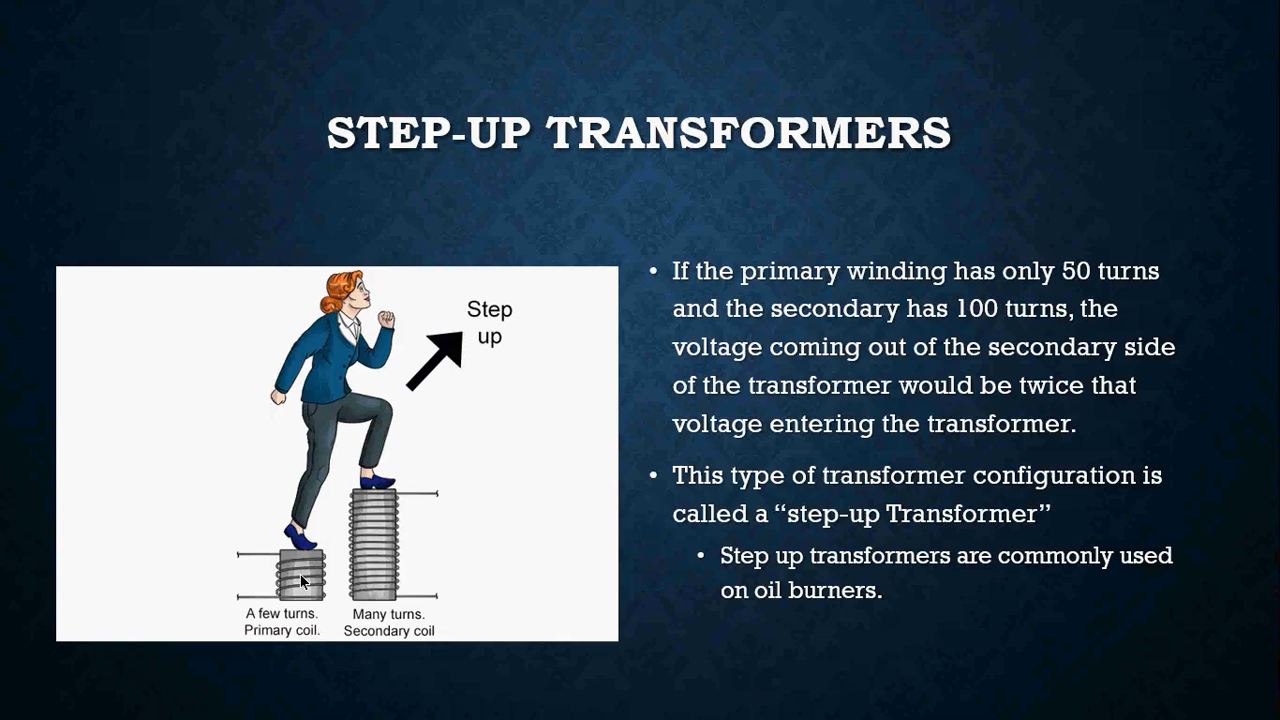 STEP-UP TRANSFORMERS
Step
up
A few turns.
Primary coil.
Many turns.
Secondary coil
• If the primary winding has only 50 turns
and the secondary has 100 turns, the
voltage coming out of the secondary side
of the transformer would be twice that
voltage entering the transformer.
• This type of transformer configuration is
called a “step-up Transformer”
• Step up transformers are commonly used
on oil burners.